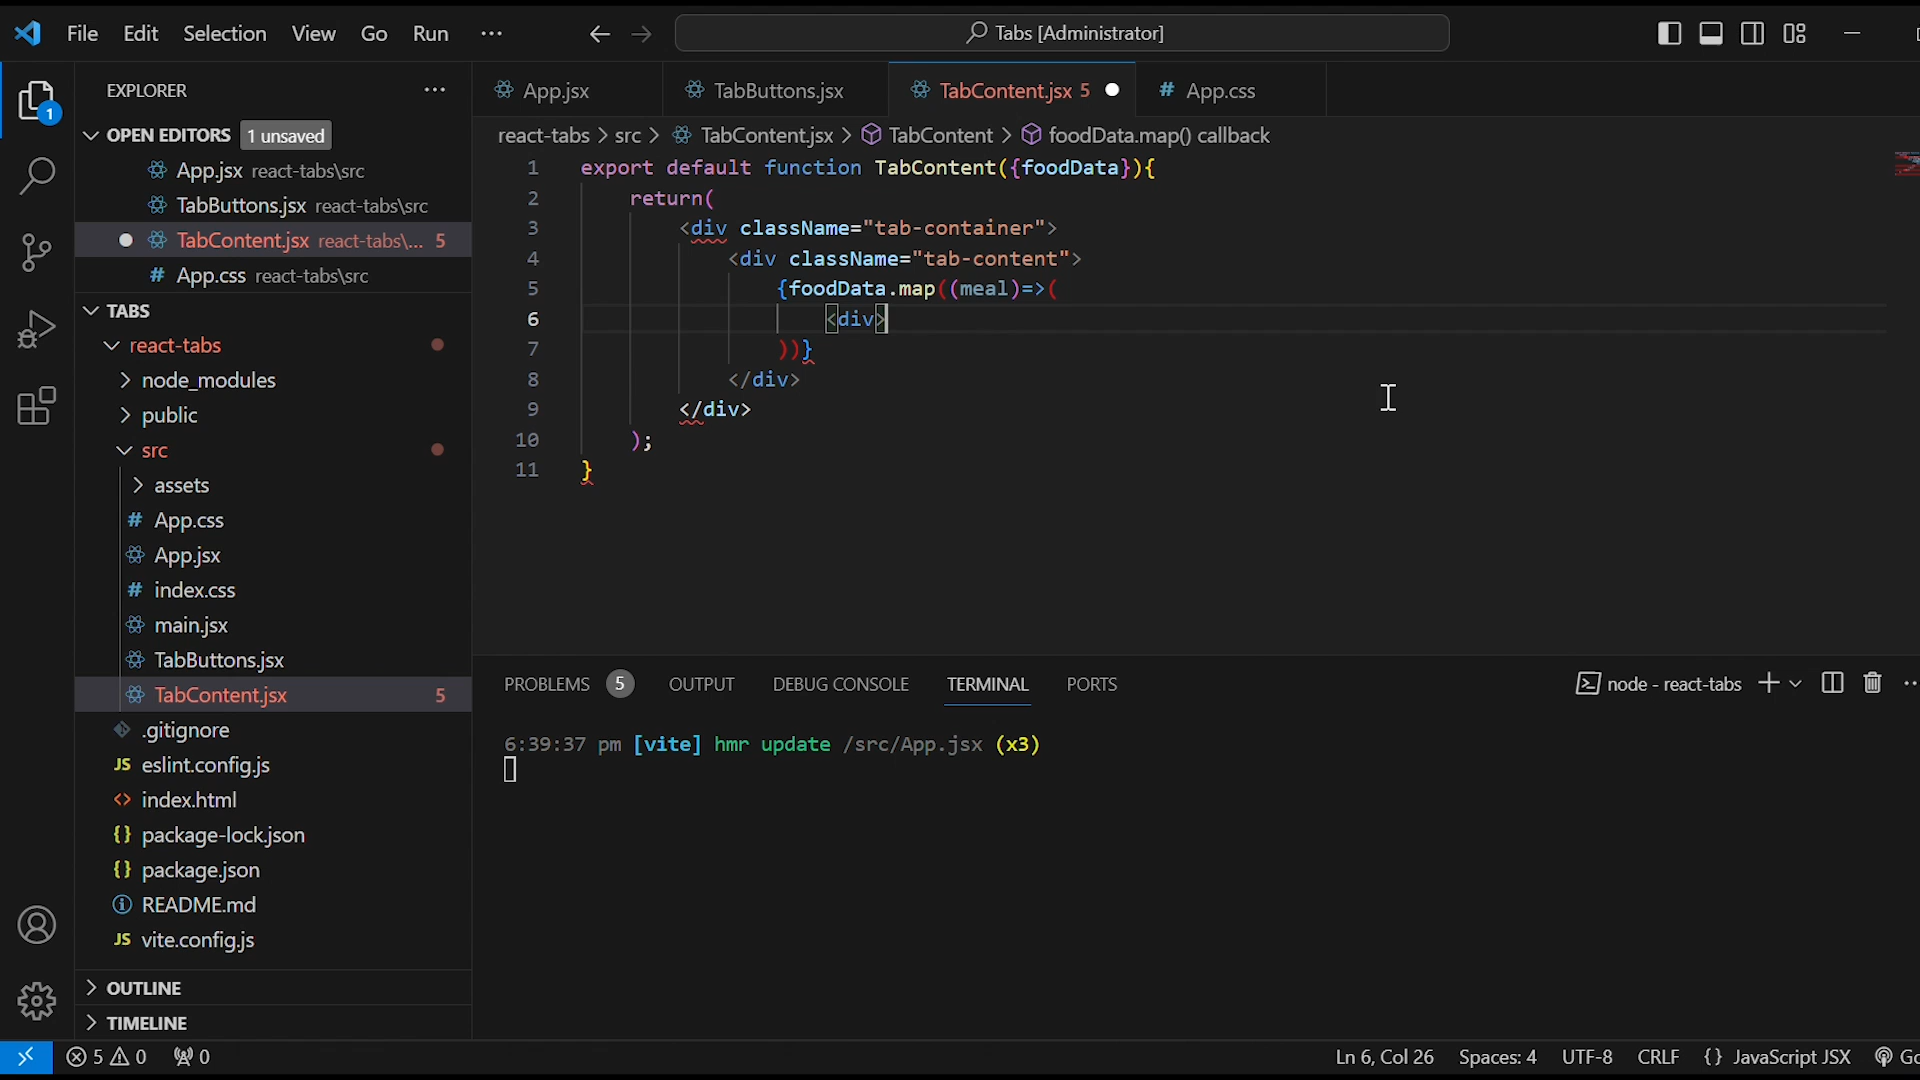 File Edit Selection View Go Run ··· Tabs [Administrator]
EXPLORER ···
OPEN EDITORS 1 unsaved
App.jsx react-tabs\src
TabButtons.jsx react-tabs\src
TabContent.jsx react-tabs\... 5
App.css react-tabs\src
TABS
react-tabs
node_modules
public
src
assets
App.css
App.jsx
index.css
main.jsx
TabButtons.jsx
TabContent.jsx 5
.gitignore
eslint.config.js
index.html
package-lock.json
package.json
README.md
vite.config.js
OUTLINE
TIMELINE
App.jsx TabButtons.jsx TabContent.jsx 5 App.css
react-tabs > src > TabContent.jsx > TabContent > foodData.map() callback
1 export default function TabContent({foodData}){
2 return(
3 <div className="tab-container">
4 <div className="tab-content">
5 {foodData.map((meal)=>(
6 <div>
7 ))}
8 </div>
9 </div>
10 );
11 }
PROBLEMS 5 OUTPUT DEBUG CONSOLE TERMINAL PORTS node - react-tabs
6:39:37 pm [vite] hmr update /src/App.jsx (x3)
5 0 0 Ln 6, Col 26 Spaces: 4 UTF-8 CRLF {} JavaScript JSX Go